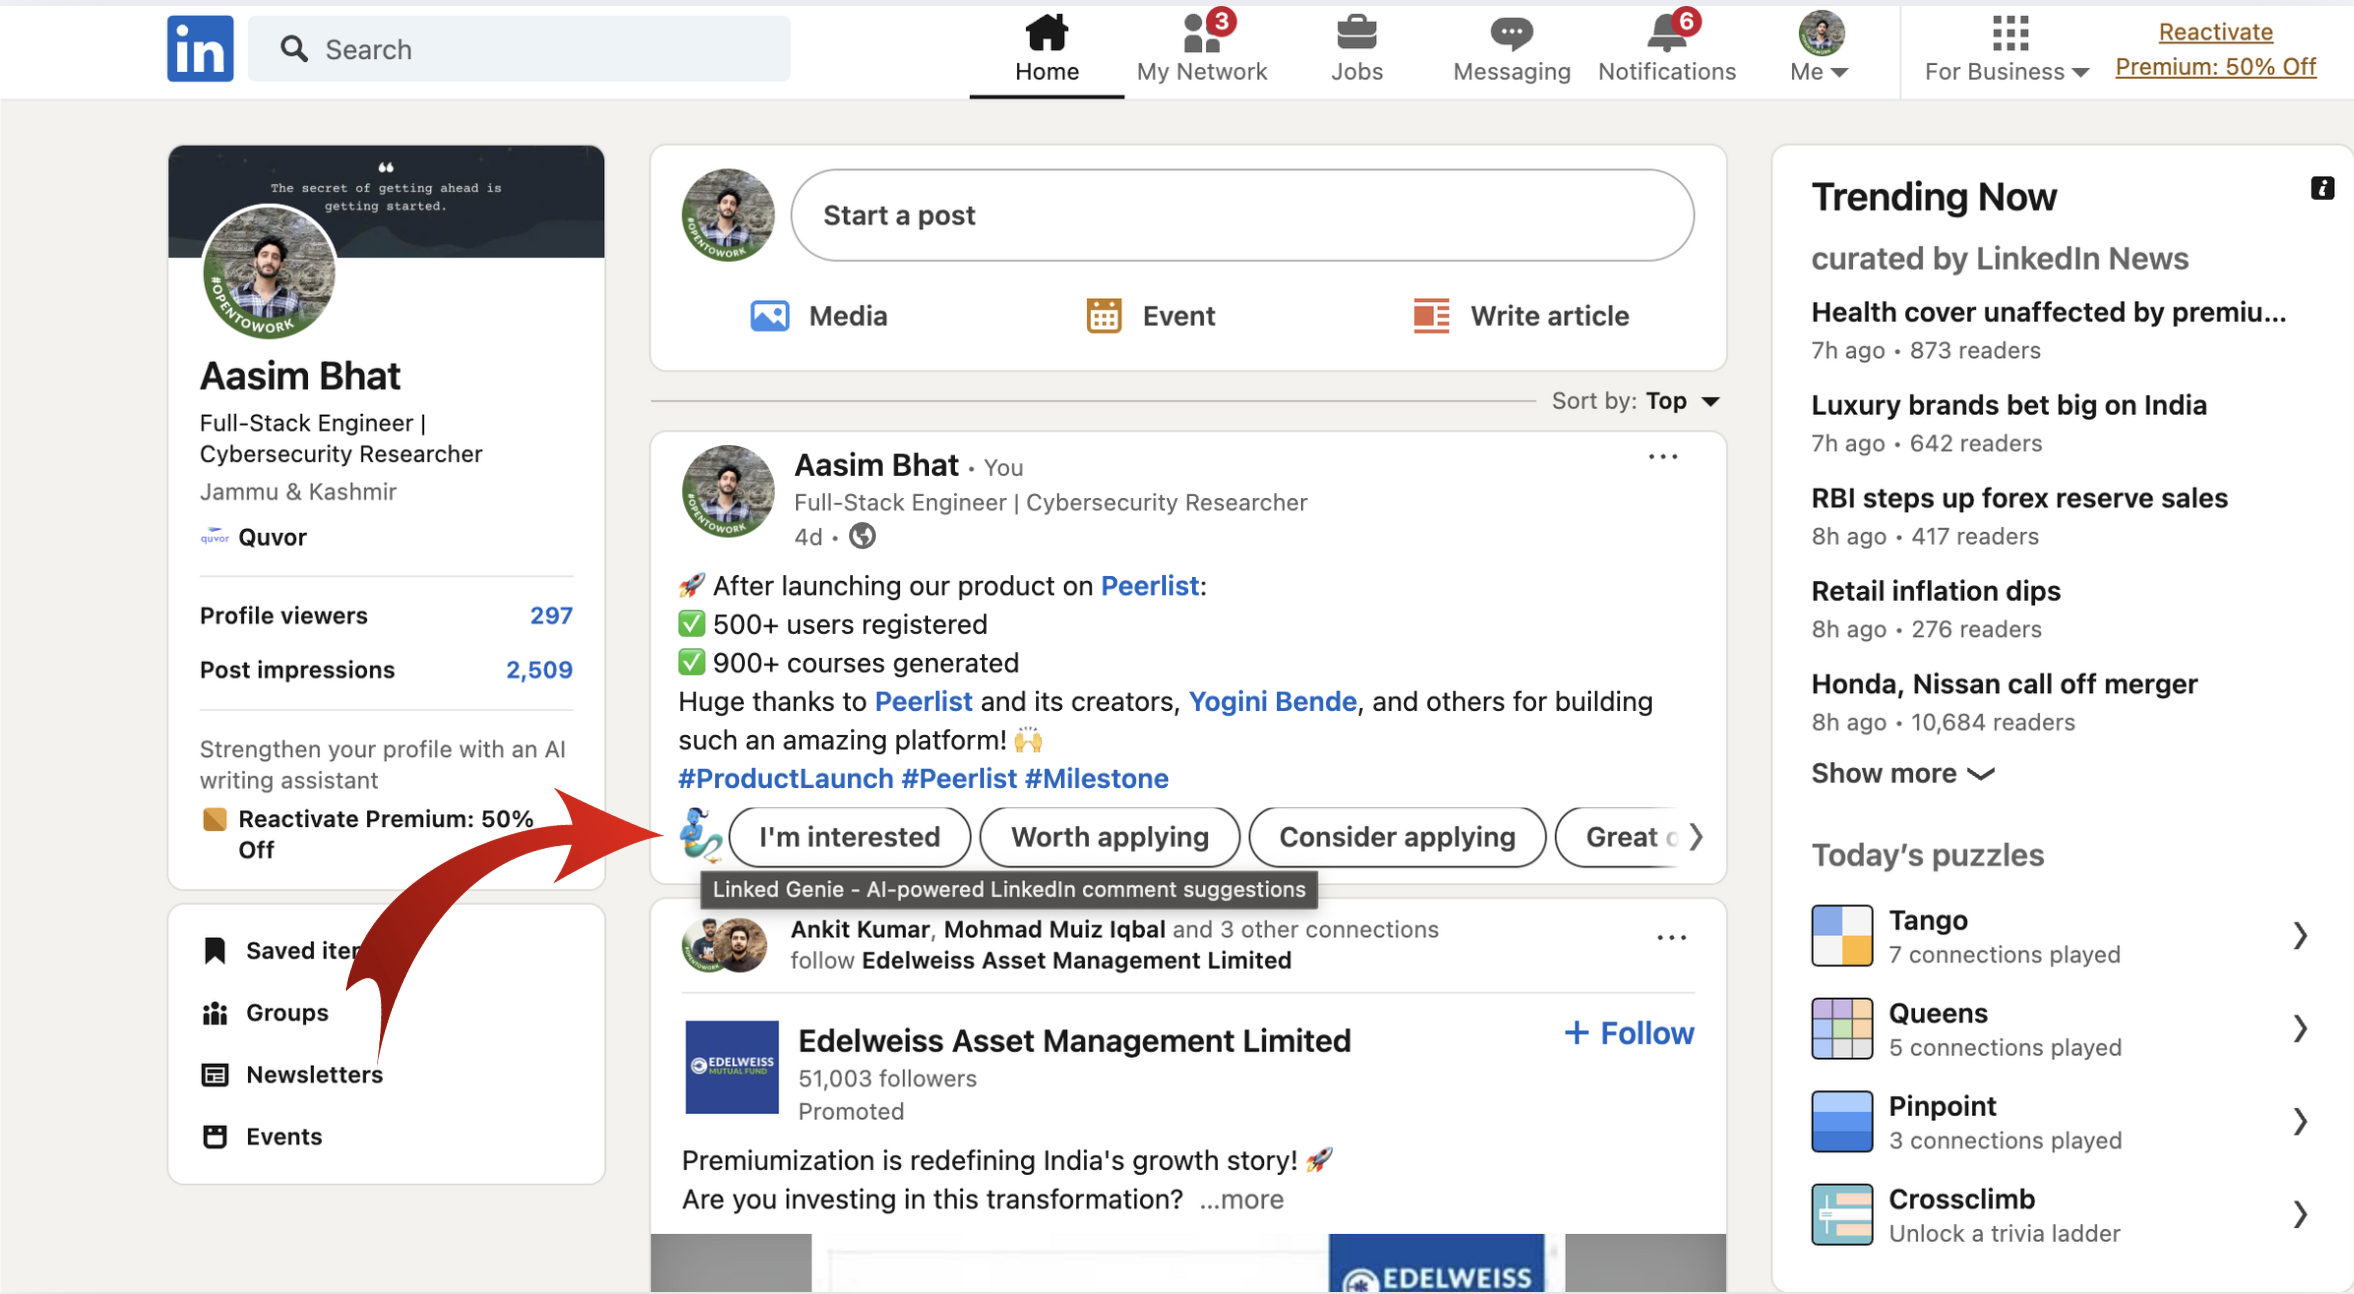 in
Search
Home
3
My Network
Jobs
Messaging
6
Notifications
Me
For Business
Reactivate
Premium: 50% Off
❝
The secret of getting ahead is
getting started.
#OPENTOWORK
Aasim Bhat
Full-Stack Engineer |
Cybersecurity Researcher
Jammu & Kashmir
quvor Quvor
Profile viewers 297
Post impressions 2,509
Strengthen your profile with an AI
writing assistant
Reactivate Premium: 50%
Off
Saved iter
Groups
Newsletters
Events
#OPENTOWORK
Start a post
Media Event Write article
Sort by: Top
#OPENTOWORK
Aasim Bhat • You
Full-Stack Engineer | Cybersecurity Researcher
4d •
🚀 After launching our product on Peerlist:
✅ 500+ users registered
✅ 900+ courses generated
Huge thanks to Peerlist and its creators, Yogini Bende, and others for building
such an amazing platform! 🙌
#ProductLaunch #Peerlist #Milestone
I'm interested Worth applying Consider applying Great
Linked Genie - AI-powered LinkedIn comment suggestions
Ankit Kumar, Mohmad Muiz Iqbal and 3 other connections
follow Edelweiss Asset Management Limited
EDELWEISS
MUTUAL FUND
Edelweiss Asset Management Limited
51,003 followers
Promoted
+ Follow
Premiumization is redefining India's growth story! 🚀
Are you investing in this transformation? ...more
EDELWEISS
Trending Now
curated by LinkedIn News
Health cover unaffected by premiu...
7h ago • 873 readers
Luxury brands bet big on India
7h ago • 642 readers
RBI steps up forex reserve sales
8h ago • 417 readers
Retail inflation dips
8h ago • 276 readers
Honda, Nissan call off merger
8h ago • 10,684 readers
Show more
Today's puzzles
Tango
7 connections played
Queens
5 connections played
Pinpoint
3 connections played
Crossclimb
Unlock a trivia ladder